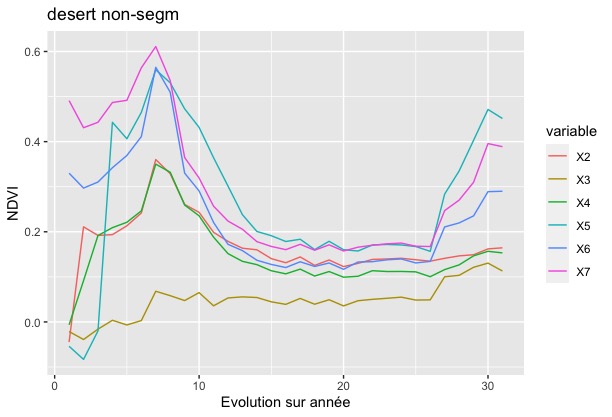 desert non-segm
NDVI
0.6
0.4
0.2
0.0
0
10
20
30
Evolution sur année
variable
X2
X3
X4
X5
X6
X7